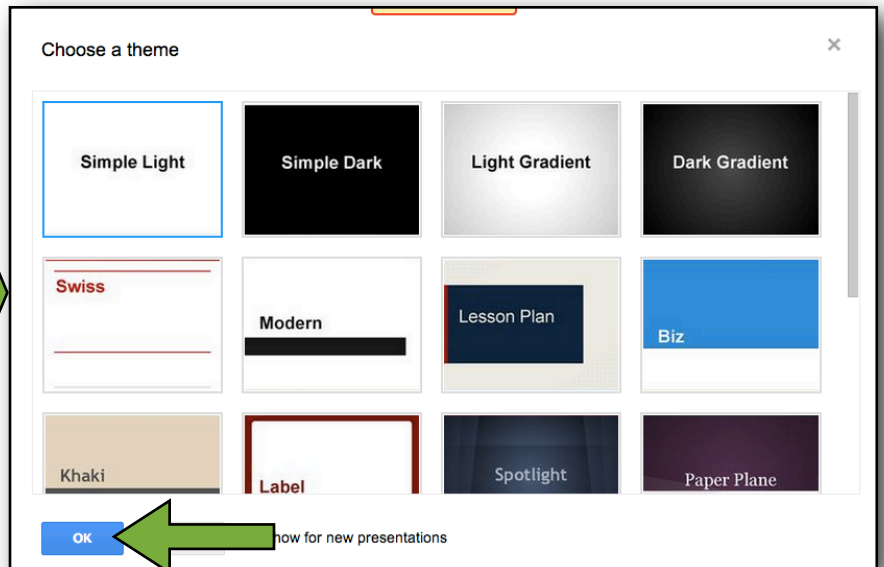 Choose a theme
×
Simple Light
Simple Dark
Light Gradient
Dark Gradient
Swiss
Modern
Lesson Plan
Biz
Khaki
Label
Spotlight
Paper Plane
OK
for new presentations